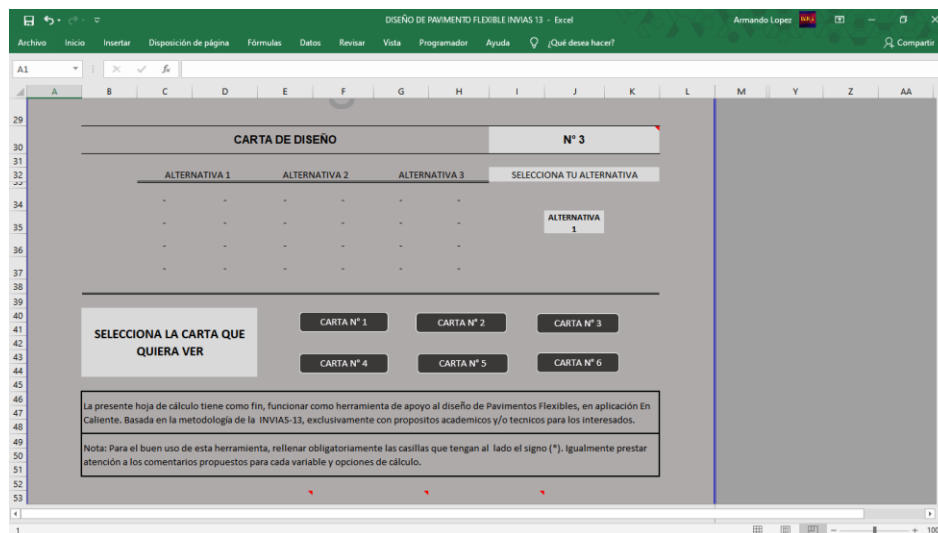 DISEÑO DE PAVIMENTO FLEXIBLE INVIAS 13 - Excel
Armando Lopez
Archivo Inicio Insertar Disposición de página Fórmulas Datos Revisar Vista Programador Ayuda ¿Qué desea hacer? Compartir
A1 fx
A B C D E F G H I J K L M Y Z AA
29
30 CARTA DE DISEÑO N° 3
31
32 ALTERNATIVA 1 ALTERNATIVA 2 ALTERNATIVA 3 SELECCIONA TU ALTERNATIVA
33
34 - - - - - -
35 - - - - - - ALTERNATIVA
1
36 - - - - - -
37 - - - - - -
38
39
40 CARTA N° 1 CARTA N° 2 CARTA N° 3
41 SELECCIONA LA CARTA QUE
42
43 QUIERA VER
44 CARTA N° 4 CARTA N° 5 CARTA N° 6
45
46 La presente hoja de cálculo tiene como fin, funcionar como herramienta de apoyo al diseño de Pavimentos Flexibles, en aplicación En
47 Caliente. Basada en la metodología de la INVIAS-13, exclusivamente con propositos academicos y/o tecnicos para los interesados.
48
49 Nota: Para el buen uso de esta herramienta, rellenar obligatoriamente las casillas que tengan al lado el signo (*). Igualmente prestar
50 atención a los comentarios propuestos para cada variable y opciones de cálculo.
51
52
53
1 100